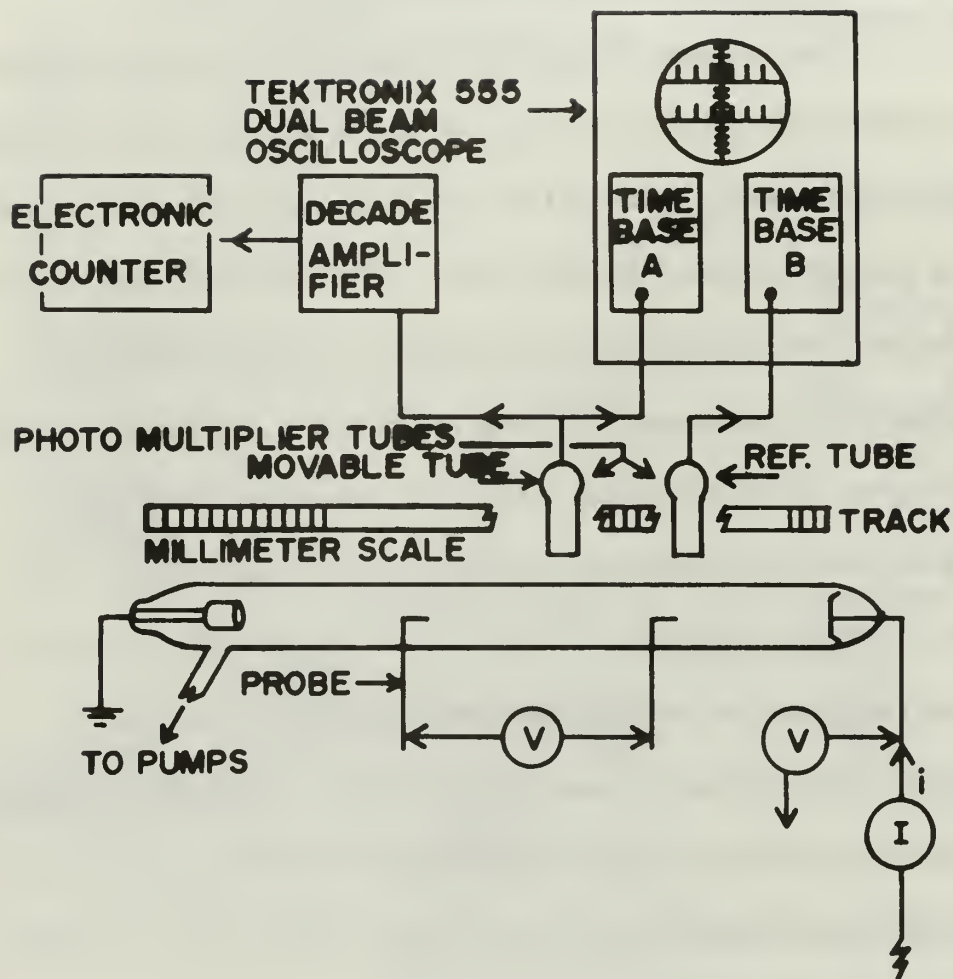 TEKTRONIX 555
DUAL BEAM
OSCILLOSCOPE
ELECTRONIC
COUNTER
DECADE
AMPLI-
FIER
TIME
BASE
A
TIME
BASE
B
PHOTO MULTIPLIER TUBES
MOVABLE TUBE
REF. TUBE
TRACK
MILLIMETER SCALE
PROBE
TO PUMPS
V
V
i
I